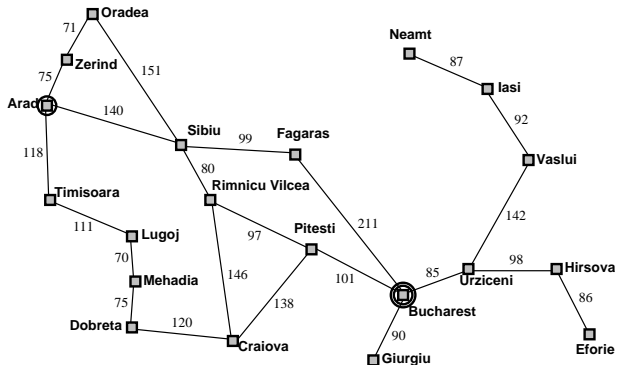 Oradea
71
Neamt
Zerind
87
75
151
Iasi
Arad
140
92
Sibiu
Fagaras
99
118
Vaslui
80
Timisoara
Rimnicu Vilcea
211
142
111
Lugoj
97
Pitesti
70
146
98
Hirsova
85
101
Mehadia
138
Urziceni
75
86
Bucharest
120
90
Dobreta
Craiova
Eforie
Giurgiu